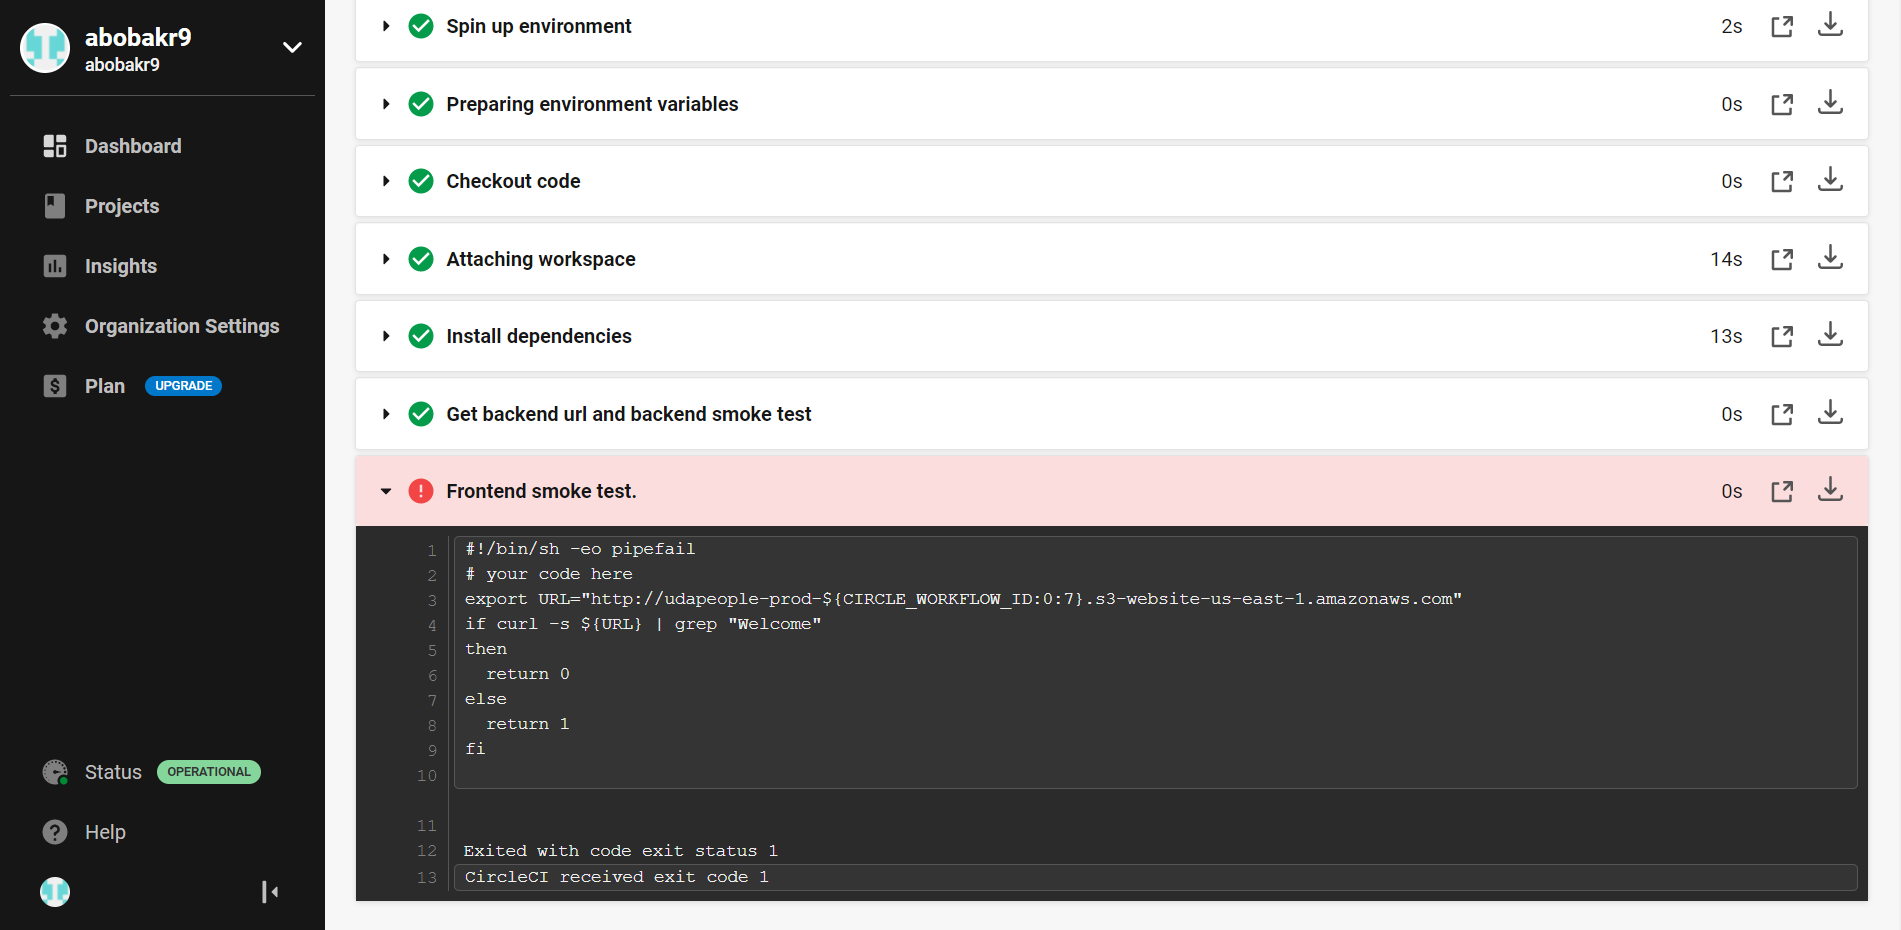 abobakr9
abobakr9
Dashboard
Projects
Insights
Organization Settings
Plan UPGRADE
Status OPERATIONAL
Help
Spin up environment 2s
Preparing environment variables 0s
Checkout code 0s
Attaching workspace 14s
Install dependencies 13s
Get backend url and backend smoke test 0s
Frontend smoke test. 0s
1 #!/bin/sh -eo pipefail
2 # your code here
3 export URL="http://udapeople-prod-${CIRCLE_WORKFLOW_ID:0:7}.s3-website-us-east-1.amazonaws.com"
4 if curl -s ${URL} | grep "Welcome"
5 then
6   return 0
7 else
8   return 1
9 fi
10
11
12 Exited with code exit status 1
13 CircleCI received exit code 1